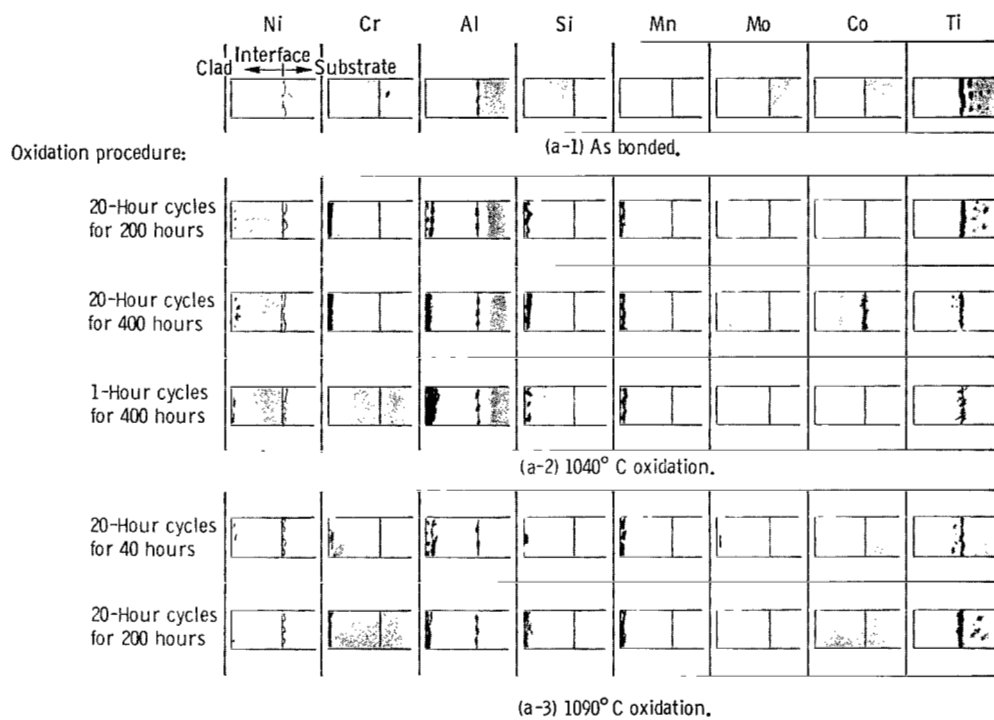 Ni Cr Al Si Mn Mo Co Ti
Interface
Clad Substrate
(a-1) As bonded.
Oxidation procedure:
20-Hour cycles
for 200 hours
20-Hour cycles
for 400 hours
1-Hour cycles
for 400 hours
(a-2) 1040° C oxidation.
20-Hour cycles
for 40 hours
20-Hour cycles
for 200 hours
(a-3) 1090° C oxidation.